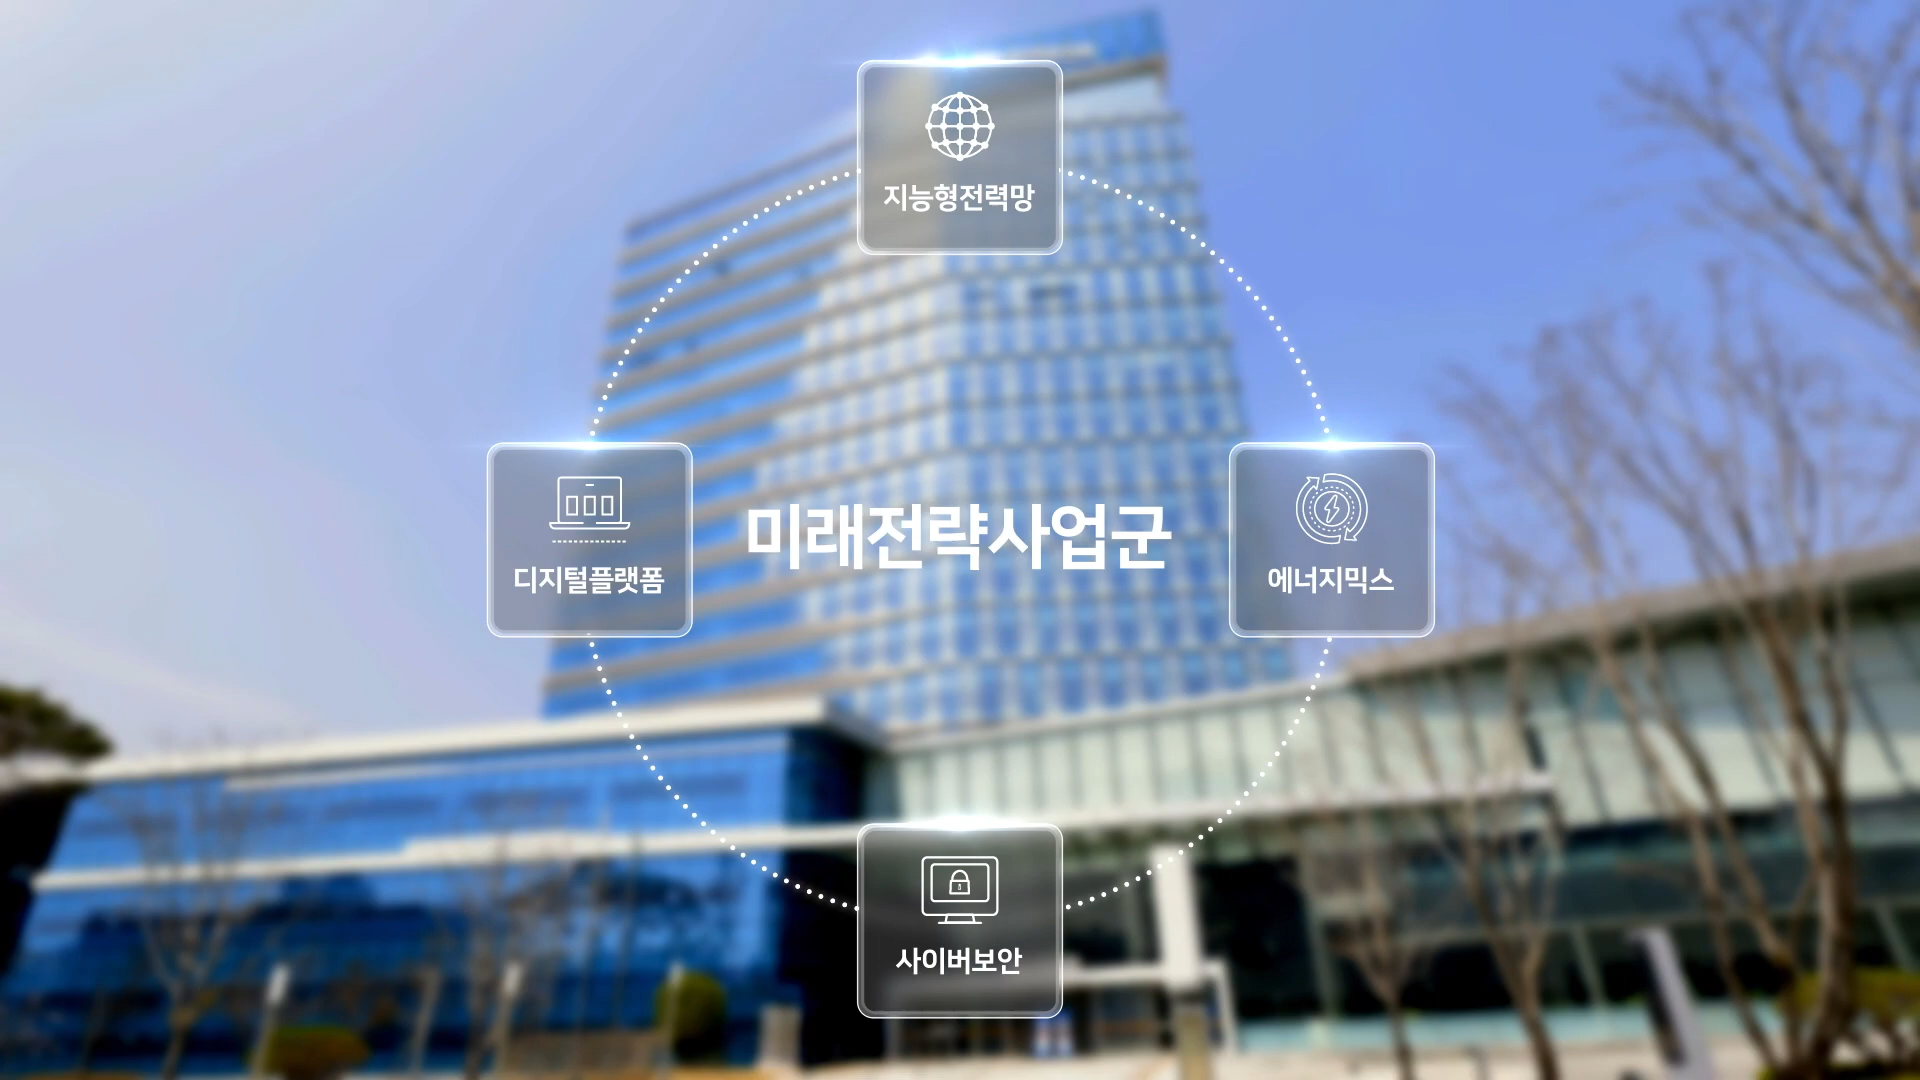 지능형전력망
디지털플랫폼
미래전략사업군
에너지믹스
사이버보안